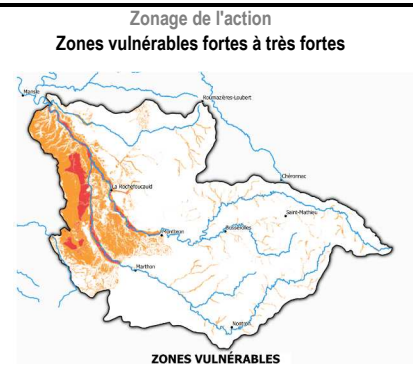 Zonage de l'action
Zones vulnérables fortes à très fortes
Mansle
Roumazières-Loubert
Chéronnac
La Rochefoucauld
Saint-Mathieu
Montbron
Roussines
Marthon
Nontron
ZONES VULNÉRABLES